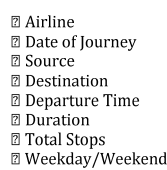 ⍰ Airline
⍰ Date of Journey
⍰ Source
⍰ Destination
⍰ Departure Time
⍰ Duration
⍰ Total Stops
⍰ Weekday/Weekend